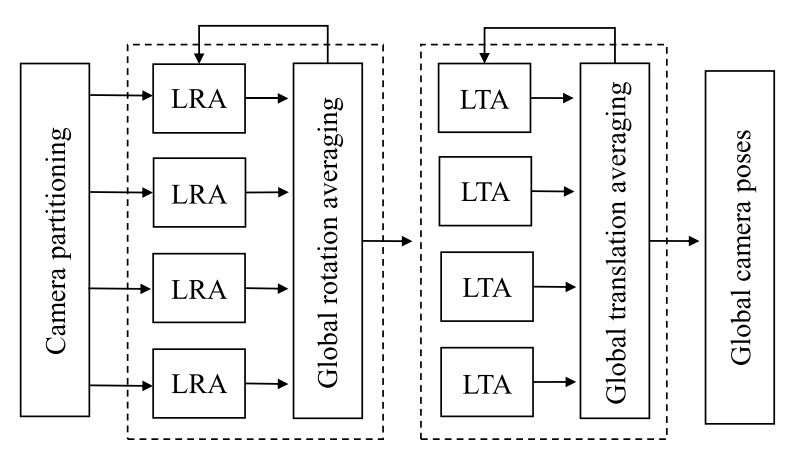 Camera partitioning
LRA
LRA
LRA
LRA
Global rotation averaging
LTA
LTA
LTA
LTA
Global translation averaging
Global camera poses